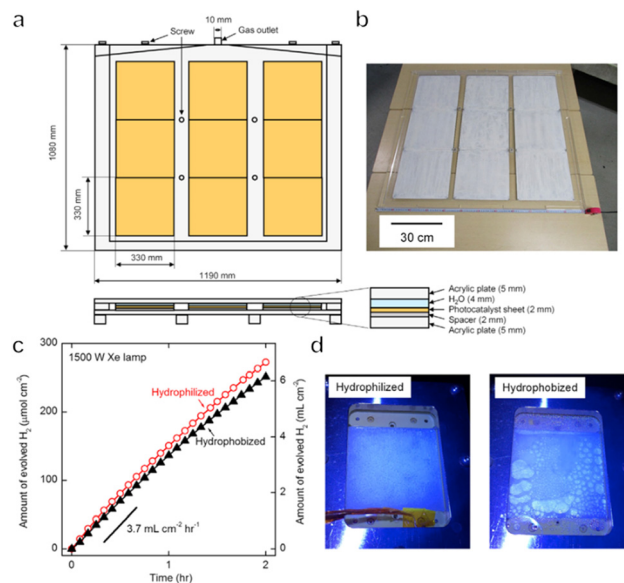 a
10 mm
Screw
Gas outlet
1080 mm
330 mm
330 mm
1190 mm
Acrylic plate (5 mm)
H₂O (4 mm)
Photocatalyst sheet (2 mm)
Spacer (2 mm)
Acrylic plate (5 mm)
b
30 cm
c
1500 W Xe lamp
Hydrophilized
Hydrophobized
3.7 mL cm⁻² hr⁻¹
Amount of evolved H₂ (μmol cm⁻²)
300
200
100
0
Amount of evolved H₂ (mL cm⁻²)
6
4
2
0
0
1
2
Time (hr)
d
Hydrophilized
Hydrophobized